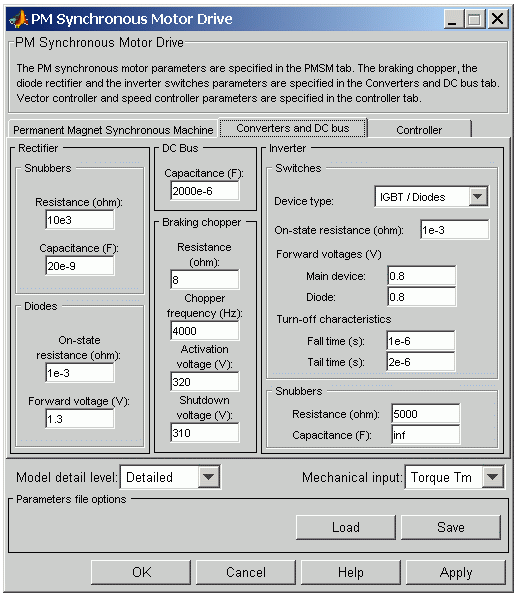 PM Synchronous Motor Drive
PM Synchronous Motor Drive
The PM synchronous motor parameters are specified in the PMSM tab. The braking chopper, the
diode rectifier and the inverter switches parameters are specified in the Converters and DC bus tab.
Vector controller and speed controller parameters are specified in the controller tab.
Permanent Magnet Synchronous Machine
Converters and DC bus
Controller
Rectifier
Snubbers
Resistance (ohm):
10e3
Capacitance (F):
20e-9
Diodes
On-state
resistance (ohm):
1e-3
Forward voltage (V):
1.3
DC Bus
Capacitance (F):
2000e-6
Braking chopper
Resistance
(ohm):
8
Chopper
frequency (Hz):
4000
Activation
voltage (V):
320
Shutdown
voltage (V):
310
Inverter
Switches
Device type: IGBT / Diodes
On-state resistance (ohm): 1e-3
Forward voltages (V)
Main device: 0.8
Diode: 0.8
Turn-off characteristics
Fall time (s): 1e-6
Tail time (s): 2e-6
Snubbers
Resistance (ohm): 5000
Capacitance (F): inf
Model detail level: Detailed
Mechanical input: Torque Tm
Parameters file options
Load
Save
OK
Cancel
Help
Apply